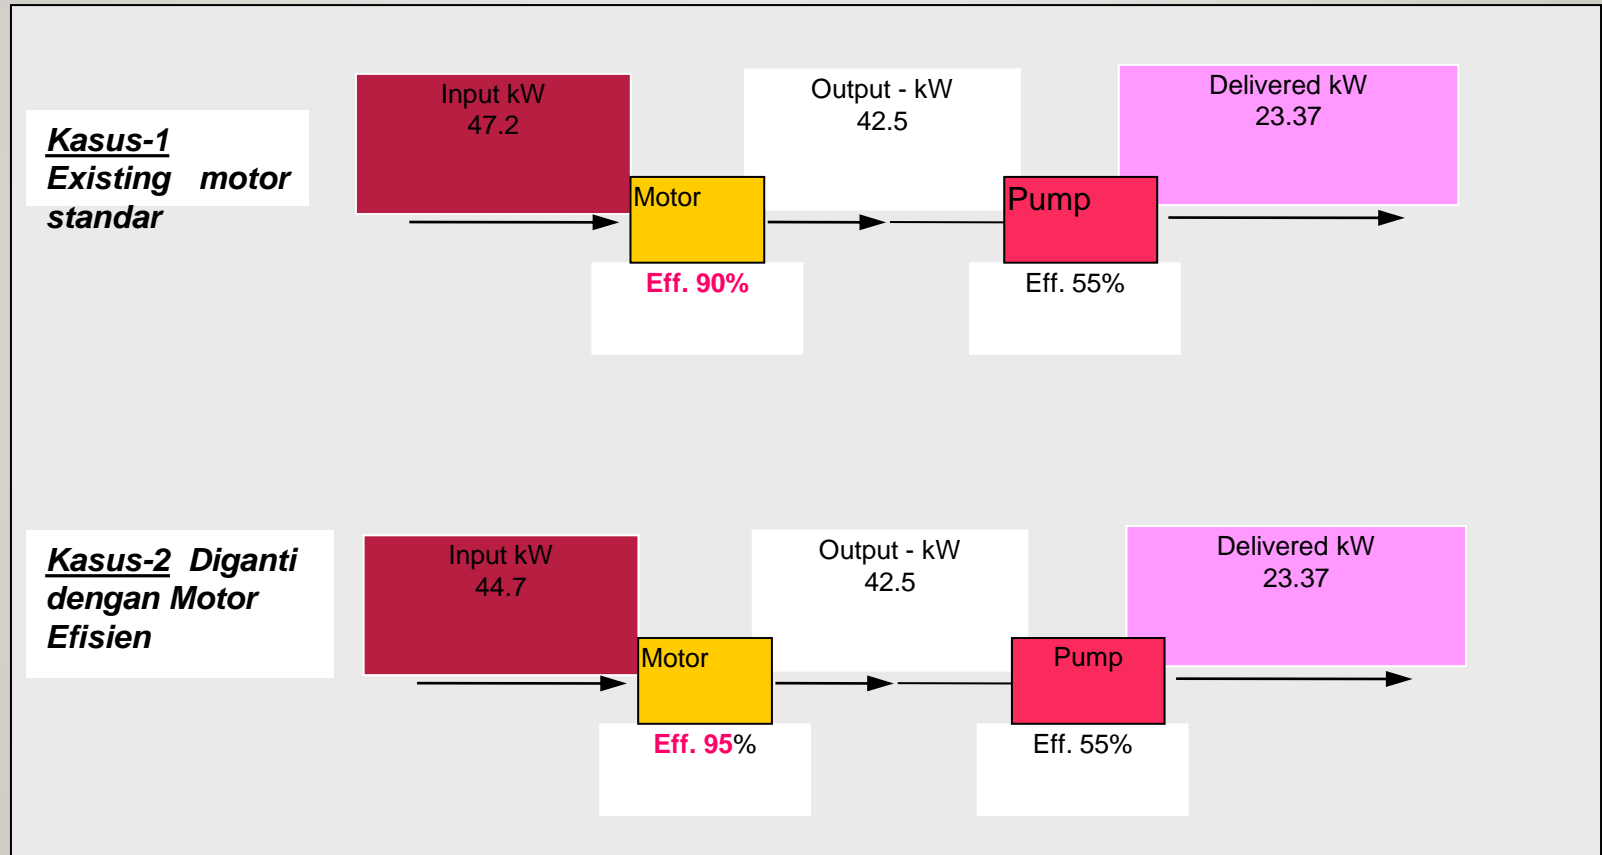 Kasus-1
Existing motor
standar
Input kW
47.2
Output - kW
42.5
Delivered kW
23.37
Motor
Pump
Eff. 90%
Eff. 55%
Kasus-2 Diganti
dengan Motor
Efisien
Input kW
44.7
Output - kW
42.5
Delivered kW
23.37
Motor
Pump
Eff. 95%
Eff. 55%